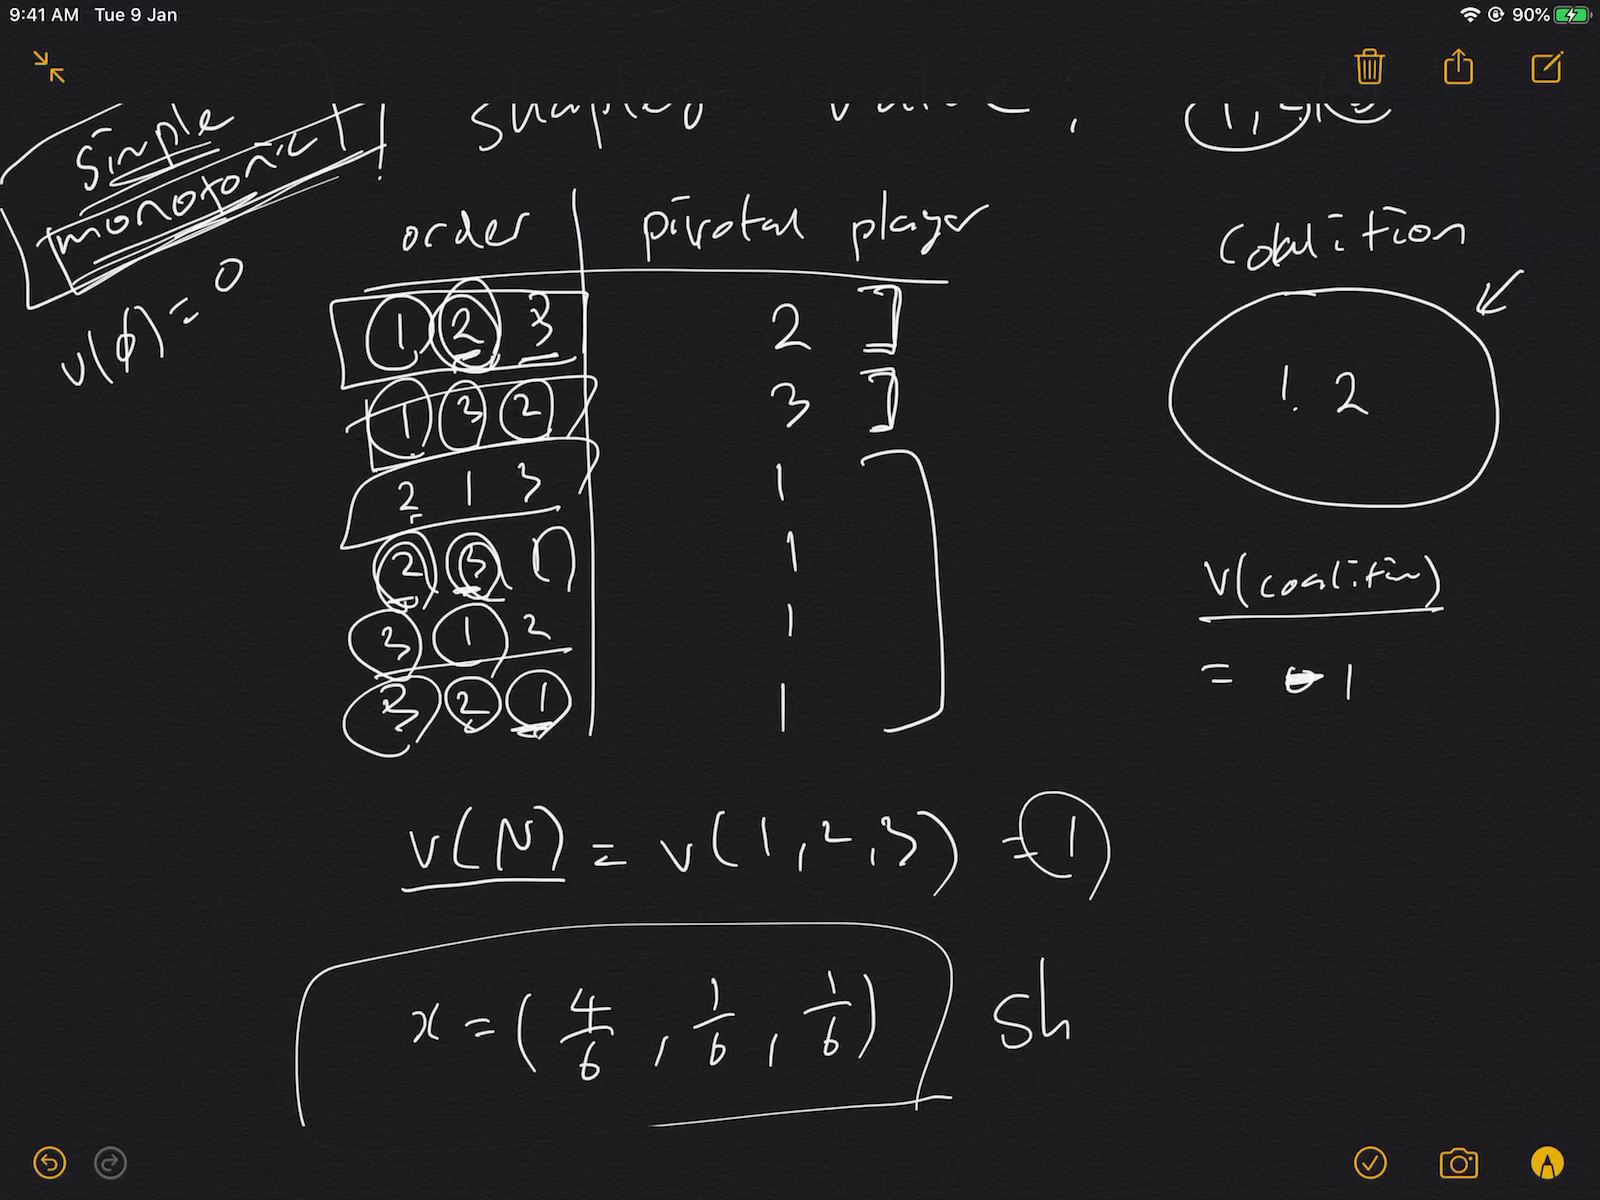 9:41 AM Tue 9 Jan
90%
simple
monotonic
!
shapley value,
v(ϕ) = 0
order pivotal player
1 2 3 2
1 3 2 3
2 1 3 1
2 3 1 1
3 1 2 1
3 2 1 1
Coalition
1. 2
v(coalition)
= 1
v(N) = v(1,2,3) = 1
x = (4/6, 1/6, 1/6) Sh